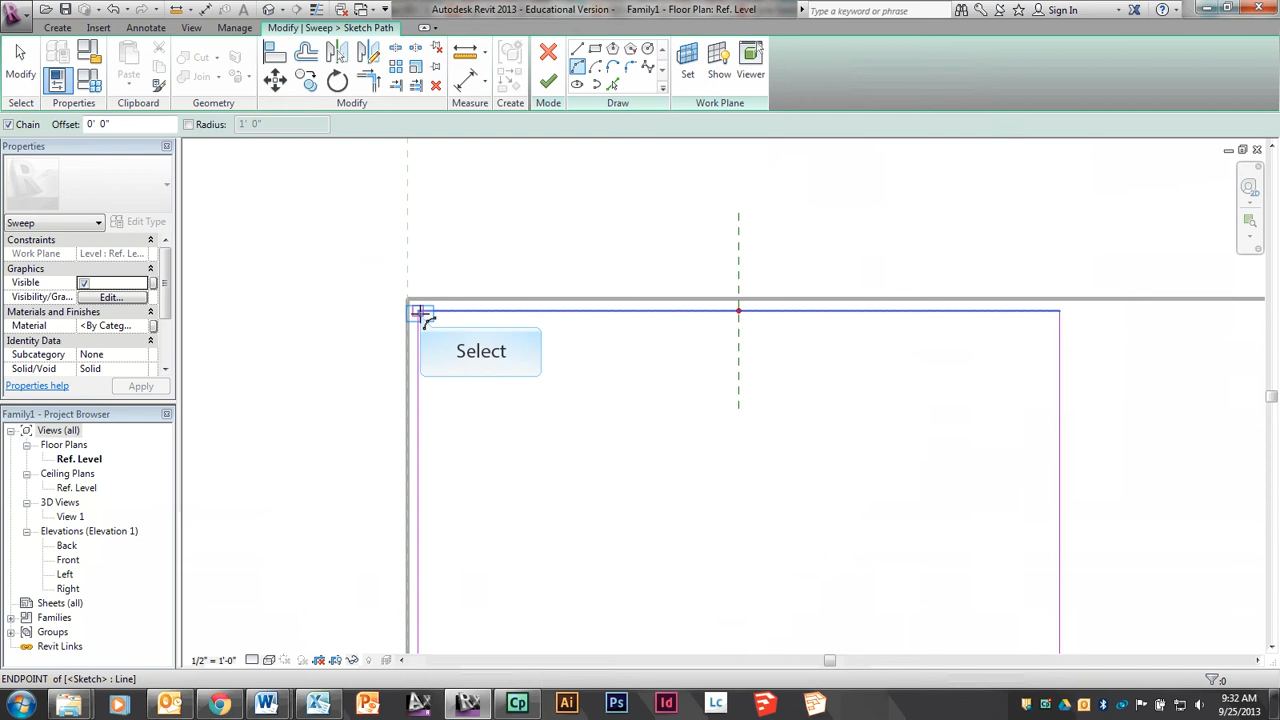 Autodesk Revit 2013 - Educational Version - Family1 - Floor Plan: Ref. Level
Type a keyword or phrase
Sign In
Create Insert Annotate View Manage Modify | Sweep > Sketch Path
Modify
Paste
Cut
Join
Set Show Viewer
Select Properties Clipboard Geometry Modify Measure Create Mode Draw Work Plane
Chain Offset: 0' 0" Radius: 1' 0"
Properties
Sweep Edit Type
Constraints
Work Plane Level : Ref. Le...
Graphics
Visible
Visibility/Gra... Edit...
Materials and Finishes
Material <By Categ...
Identity Data
Subcategory None
Solid/Void Solid
Properties help Apply
Family1 - Project Browser
Views (all)
Floor Plans
Ref. Level
Ceiling Plans
Ref. Level
3D Views
View 1
Elevations (Elevation 1)
Back
Front
Left
Right
Sheets (all)
Families
Groups
Revit Links
Select
1/2" = 1'-0"
ENDPOINT of [<Sketch> : Line]
:0
Cp
Ai
Ps
Id
Lc
9:32 AM
9/25/2013